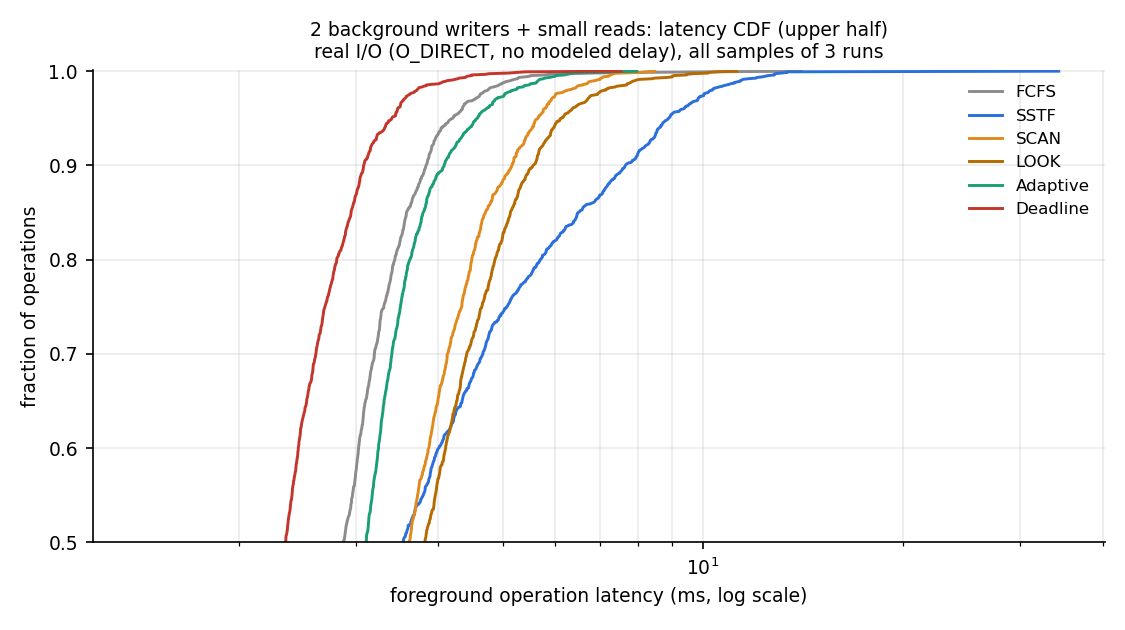 2 background writers + small reads: latency CDF (upper half)
real I/O (O_DIRECT, no modeled delay), all samples of 3 runs
fraction of operations
1.0
0.9
0.8
0.7
0.6
0.5
FCFS
SSTF
SCAN
LOOK
Adaptive
Deadline
10¹
foreground operation latency (ms, log scale)